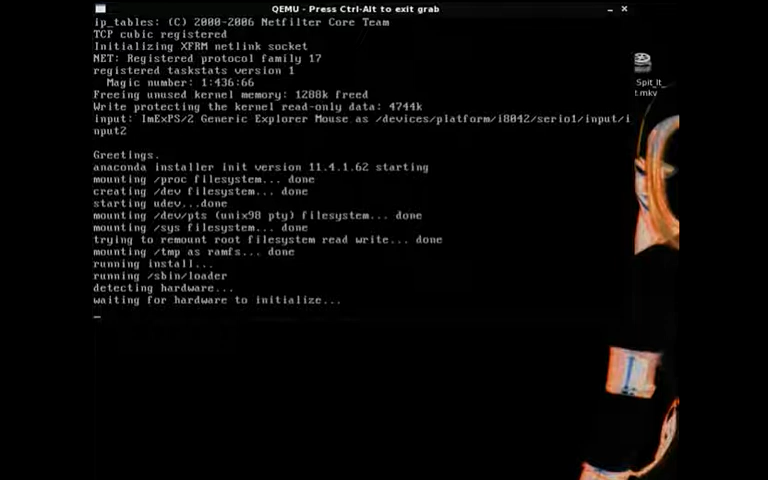 QEMU - Press Ctrl-Alt to exit grab
ip_tables: (C) 2000-2006 Netfilter Core Team
TCP cubic registered
Initializing XFRM netlink socket
NET: Registered protocol family 17
registered taskstats version 1
Magic number: 1:436:66
Freeing unused kernel memory: 1288k freed
Write protecting the kernel read-only data: 4744k
input: ImExPS/2 Generic Explorer Mouse as /devices/platform/i8042/serio1/input/i
nput2
Greetings.
anaconda installer init version 11.4.1.62 starting
mounting /proc filesystem... done
creating /dev filesystem... done
starting udev...done
mounting /dev/pts (unix98 pty) filesystem... done
mounting /sys filesystem... done
trying to remount root filesystem read write... done
mounting /tmp as ramfs... done
running install...
running /sbin/loader
detecting hardware...
waiting for hardware to initialize...
Spit_It_
t.mkv